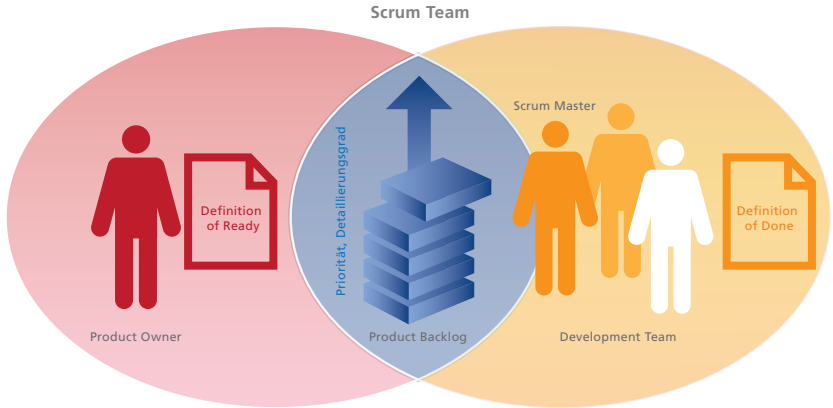 Scrum Team
Scrum Master
Priorität, Detaillierungsgrad
Definition
of Ready
Definition
of Done
Product Owner
Product Backlog
Development Team